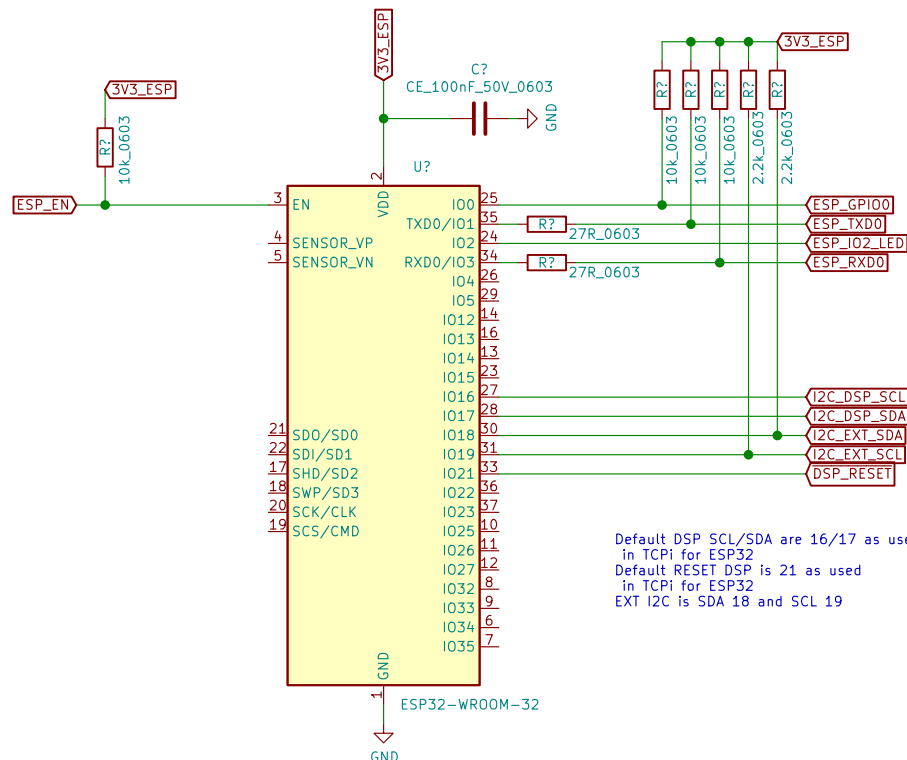 3V3_ESP
C?
CE_100nF_50V_0603
GND
3V3_ESP
R?
10k_0603
ESP_EN
3V3_ESP
R?
10k_0603
R?
10k_0603
R?
10k_0603
R?
2.2k_0603
R?
2.2k_0603
U?
2
VDD
3 EN
4 SENSOR_VP
5 SENSOR_VN
21 SDO/SD0
22 SDI/SD1
17 SHD/SD2
18 SWP/SD3
20 SCK/CLK
19 SCS/CMD
IO0 25
TXD0/IO1 35
IO2 24
RXD0/IO3 34
IO4 26
IO5 29
IO12 14
IO13 16
IO14 13
IO15 23
IO16 27
IO17 28
IO18 30
IO19 31
IO21 33
IO22 36
IO23 37
IO25 10
IO26 11
IO27 12
IO32 8
IO33 9
IO34 6
IO35 7
R?
27R_0603
R?
27R_0603
ESP_GPIO0
ESP_TXD0
ESP_IO2_LED
ESP_RXD0
I2C_DSP_SCL
I2C_DSP_SDA
I2C_EXT_SDA
I2C_EXT_SCL
DSP_RESET
Default DSP SCL/SDA are 16/17 as
in TCPi for ESP32
Default RESET DSP is 21 as used
in TCPi for ESP32
EXT I2C is SDA 18 and SCL 19
GND
1
ESP32-WROOM-32
GND